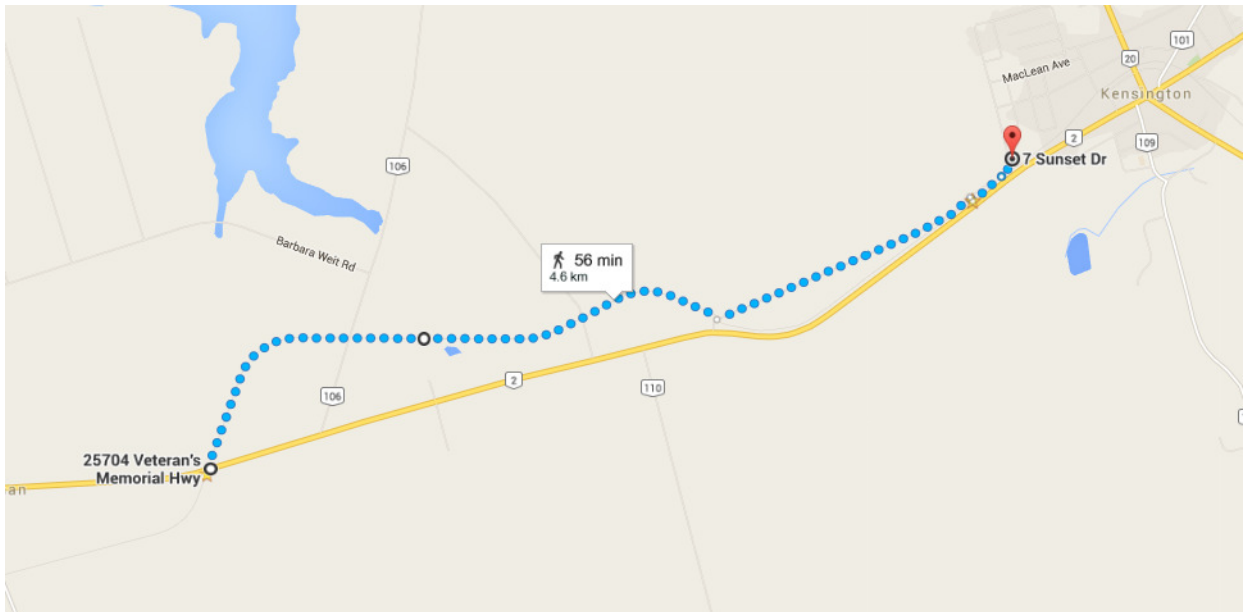 101
MacLean Ave
20
Kensington
2
109
7 Sunset Dr
106
Barbara Weit Rd
56 min
4.6 km
2
110
106
25704 Veteran's
Memorial Hwy
an